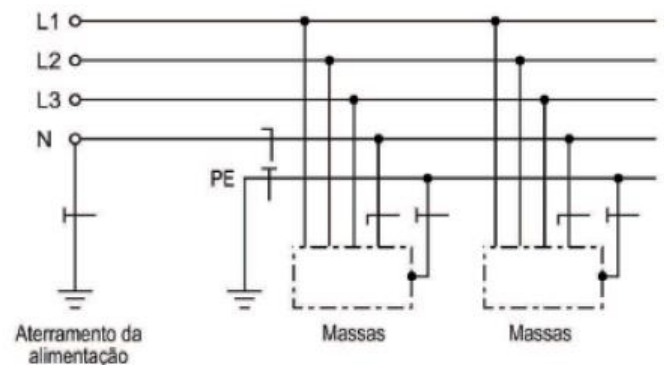 L1
L2
L3
N
PE
Aterramento da
alimentação
Massas
Massas